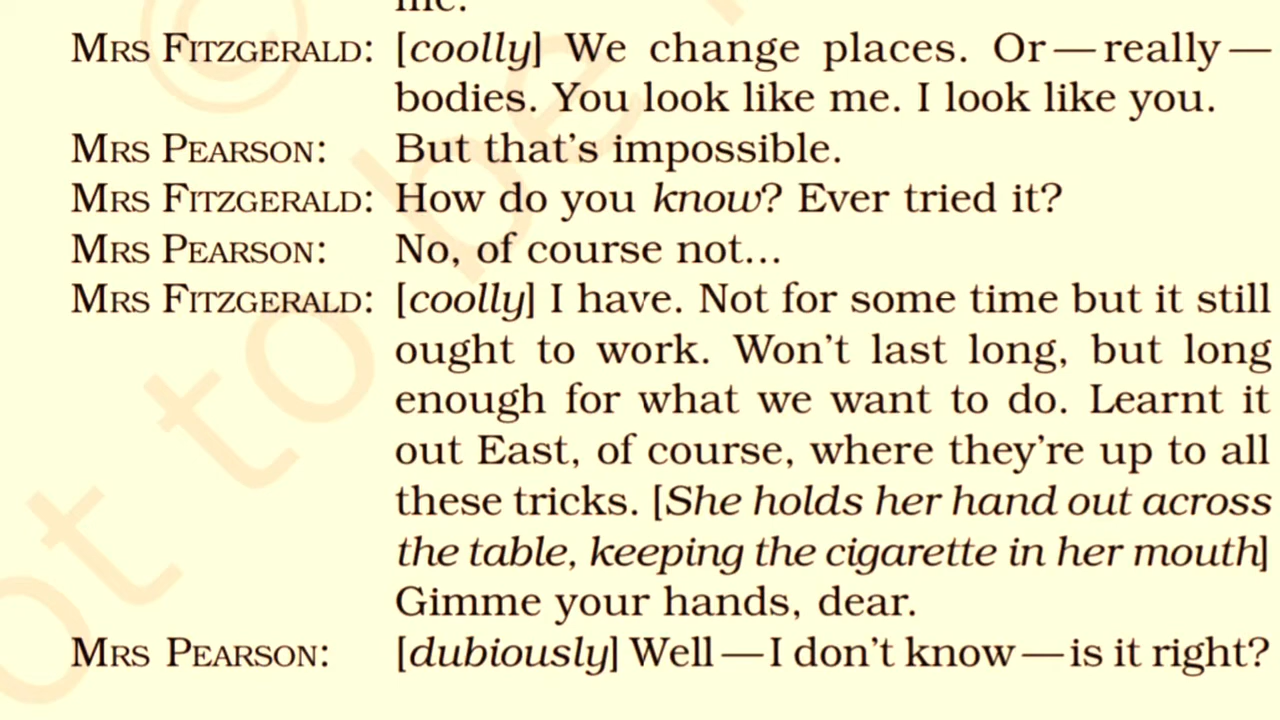 me.
MRS FITZGERALD: [coolly] We change places. Or — really —
bodies. You look like me. I look like you.
MRS PEARSON: But that's impossible.
MRS FITZGERALD: How do you know? Ever tried it?
MRS PEARSON: No, of course not...
MRS FITZGERALD: [coolly] I have. Not for some time but it still
ought to work. Won't last long, but long
enough for what we want to do. Learnt it
out East, of course, where they're up to all
these tricks. [She holds her hand out across
the table, keeping the cigarette in her mouth]
Gimme your hands, dear.
MRS PEARSON: [dubiously] Well — I don't know — is it right?
©
be
not to